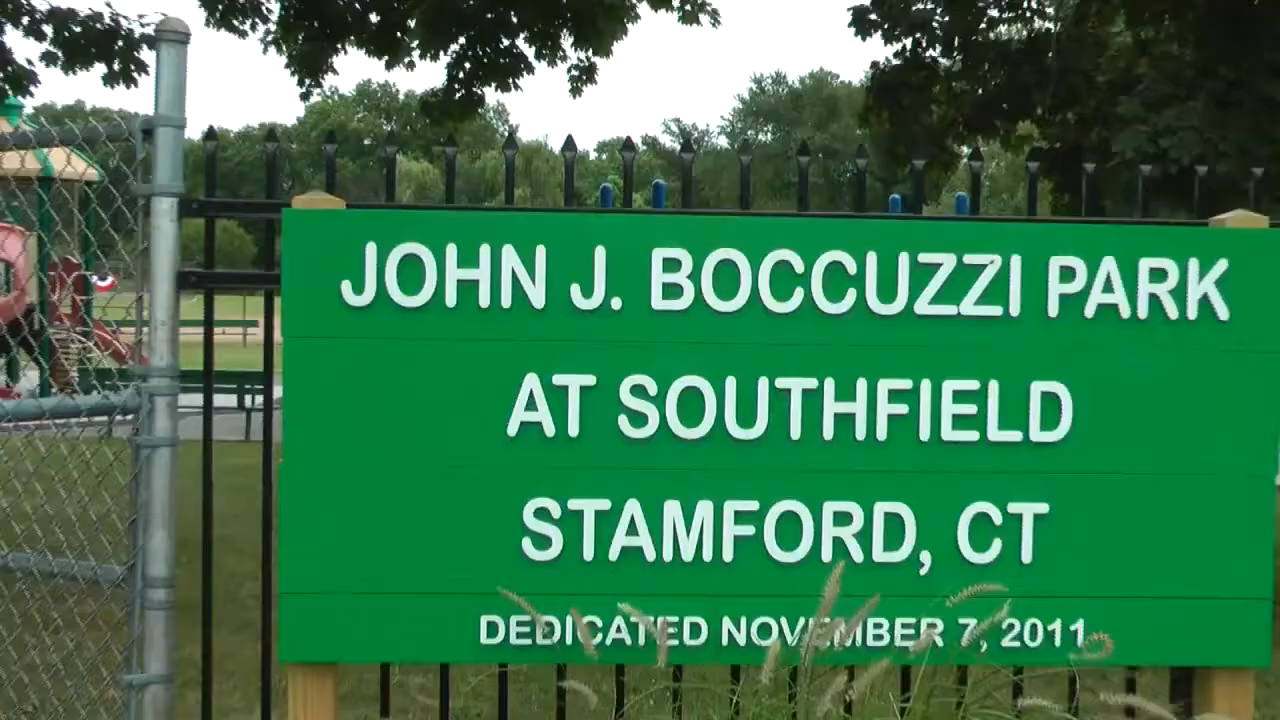 JOHN J. BOCCUZZI PARK
AT SOUTHFIELD
STAMFORD, CT
DEDICATED NOVEMBER 7, 2011